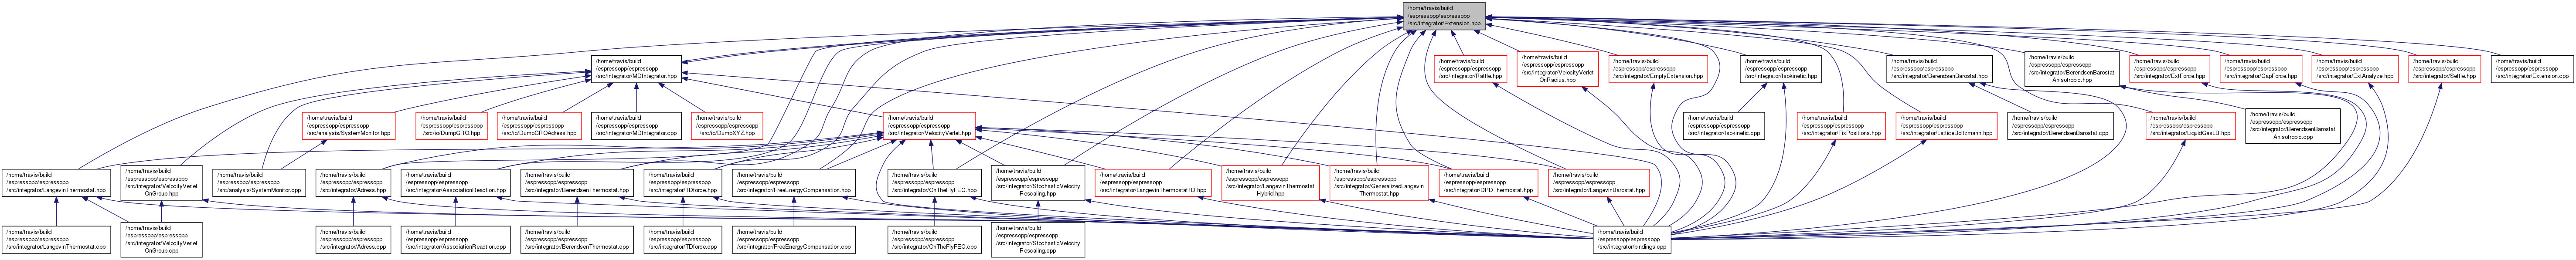 /home/travis/build
/espressopp/espressopp
/src/integrator/Extension.hpp
/home/travis/build
/espressopp/espressopp
/src/integrator/MDIntegrator.hpp
/home/travis/build
/espressopp/espressopp
/src/integrator/Rattle.hpp
/home/travis/build
/espressopp/espressopp
/src/integrator/VelocityVerlet
OnRadius.hpp
/home/travis/build
/espressopp/espressopp
/src/integrator/EmptyExtension.hpp
/home/travis/build
/espressopp/espressopp
/src/integrator/Isokinetic.hpp
/home/travis/build
/espressopp/espressopp
/src/integrator/BerendsenBarostat.hpp
/home/travis/build
/espressopp/espressopp
/src/integrator/BerendsenBarostat
Anisotropic.hpp
/home/travis/build
/espressopp/espressopp
/src/integrator/ExtForce.hpp
/home/travis/build
/espressopp/espressopp
/src/integrator/CapForce.hpp
/home/travis/build
/espressopp/espressopp
/src/integrator/ExtAnalyze.hpp
/home/travis/build
/espressopp/espressopp
/src/integrator/Settle.hpp
/home/travis/build
/espressopp/espressopp
/src/integrator/Extension.cpp
/home/travis/build
/espressopp/espressopp
/src/analysis/SystemMonitor.hpp
/home/travis/build
/espressopp/espressopp
/src/io/DumpGRO.hpp
/home/travis/build
/espressopp/espressopp
/src/io/DumpGROAdress.hpp
/home/travis/build
/espressopp/espressopp
/src/integrator/MDIntegrator.cpp
/home/travis/build
/espressopp/espressopp
/src/io/DumpXYZ.hpp
/home/travis/build
/espressopp/espressopp
/src/integrator/VelocityVerlet.hpp
/home/travis/build
/espressopp/espressopp
/src/integrator/Isokinetic.cpp
/home/travis/build
/espressopp/espressopp
/src/integrator/FixPositions.hpp
/home/travis/build
/espressopp/espressopp
/src/integrator/LatticeBoltzmann.hpp
/home/travis/build
/espressopp/espressopp
/src/integrator/BerendsenBarostat.cpp
/home/travis/build
/espressopp/espressopp
/src/integrator/LiquidGasLB.hpp
/home/travis/build
/espressopp/espressopp
/src/integrator/BerendsenBarostat
Anisotropic.cpp
/home/travis/build
/espressopp/espressopp
/src/integrator/LangevinThermostat.hpp
/home/travis/build
/espressopp/espressopp
/src/integrator/VelocityVerlet
OnGroup.hpp
/home/travis/build
/espressopp/espressopp
/src/analysis/SystemMonitor.cpp
/home/travis/build
/espressopp/espressopp
/src/integrator/Adress.hpp
/home/travis/build
/espressopp/espressopp
/src/integrator/AssociationReaction.hpp
/home/travis/build
/espressopp/espressopp
/src/integrator/BerendsenThermostat.hpp
/home/travis/build
/espressopp/espressopp
/src/integrator/TDforce.hpp
/home/travis/build
/espressopp/espressopp
/src/integrator/FreeEnergyCompensation.hpp
/home/travis/build
/espressopp/espressopp
/src/integrator/OnTheFlyFEC.hpp
/home/travis/build
/espressopp/espressopp
/src/integrator/StochasticVelocity
Rescaling.hpp
/home/travis/build
/espressopp/espressopp
/src/integrator/LangevinThermostat1D.hpp
/home/travis/build
/espressopp/espressopp
/src/integrator/LangevinThermostat
Hybrid.hpp
/home/travis/build
/espressopp/espressopp
/src/integrator/GeneralizedLangevin
Thermostat.hpp
/home/travis/build
/espressopp/espressopp
/src/integrator/DPDThermostat.hpp
/home/travis/build
/espressopp/espressopp
/src/integrator/LangevinBarostat.hpp
/home/travis/build
/espressopp/espressopp
/src/integrator/LangevinThermostat.cpp
/home/travis/build
/espressopp/espressopp
/src/integrator/VelocityVerlet
OnGroup.cpp
/home/travis/build
/espressopp/espressopp
/src/integrator/Adress.cpp
/home/travis/build
/espressopp/espressopp
/src/integrator/AssociationReaction.cpp
/home/travis/build
/espressopp/espressopp
/src/integrator/BerendsenThermostat.cpp
/home/travis/build
/espressopp/espressopp
/src/integrator/TDforce.cpp
/home/travis/build
/espressopp/espressopp
/src/integrator/FreeEnergyCompensation.cpp
/home/travis/build
/espressopp/espressopp
/src/integrator/OnTheFlyFEC.cpp
/home/travis/build
/espressopp/espressopp
/src/integrator/StochasticVelocity
Rescaling.cpp
/home/travis/build
/espressopp/espressopp
/src/integrator/bindings.cpp